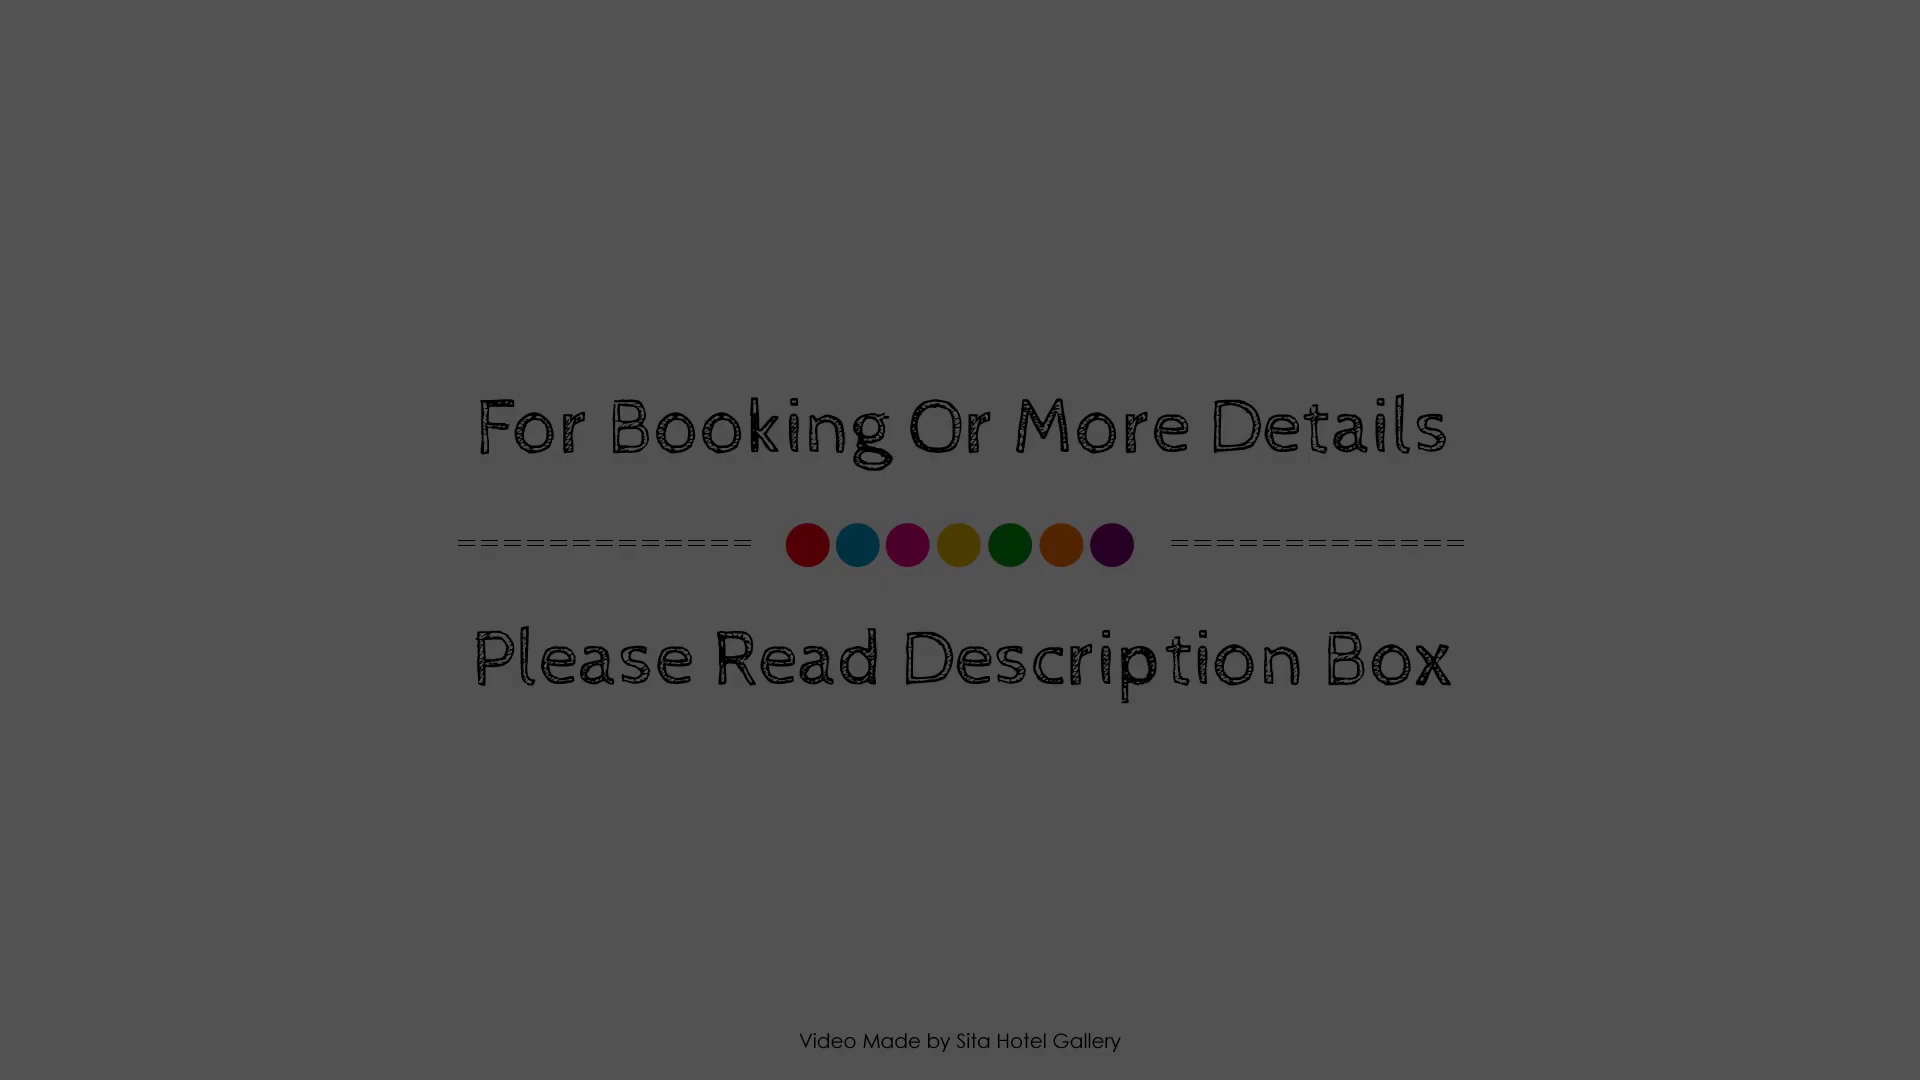 For Booking Or More Details
============= =============
Please Read Description Box
Video Made by Sita Hotel Gallery